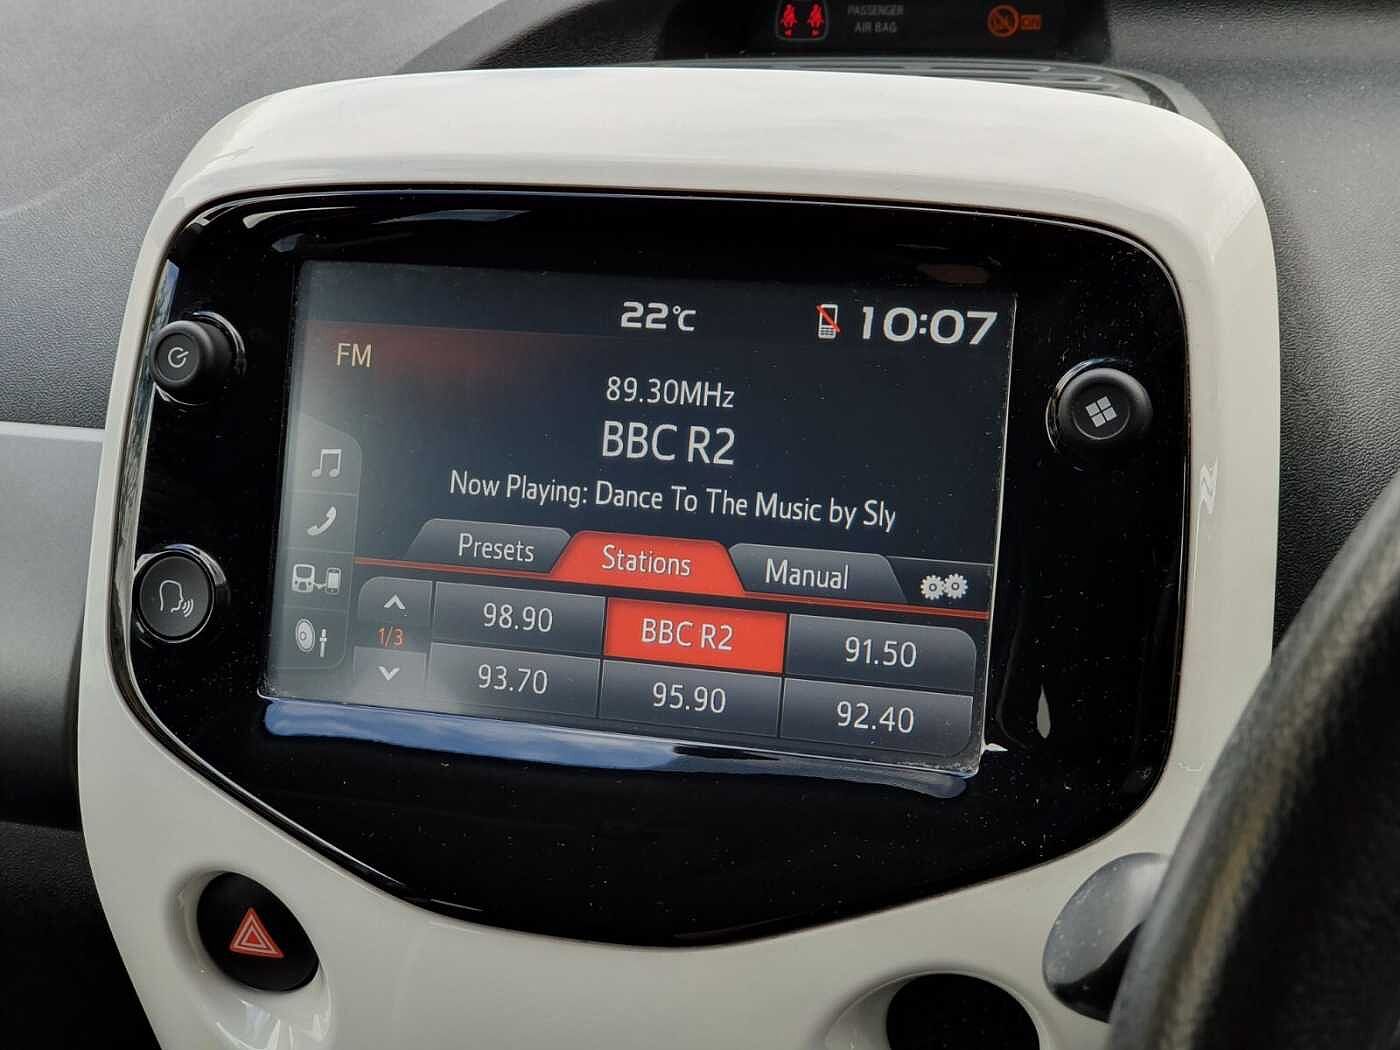 PASSENGER
AIR BAG
ON
22°C
10:07
FM
89.30MHz
BBC R2
Now Playing: Dance To The Music by Sly
Presets
Stations
Manual
1/3
98.90
BBC R2
91.50
93.70
95.90
92.40